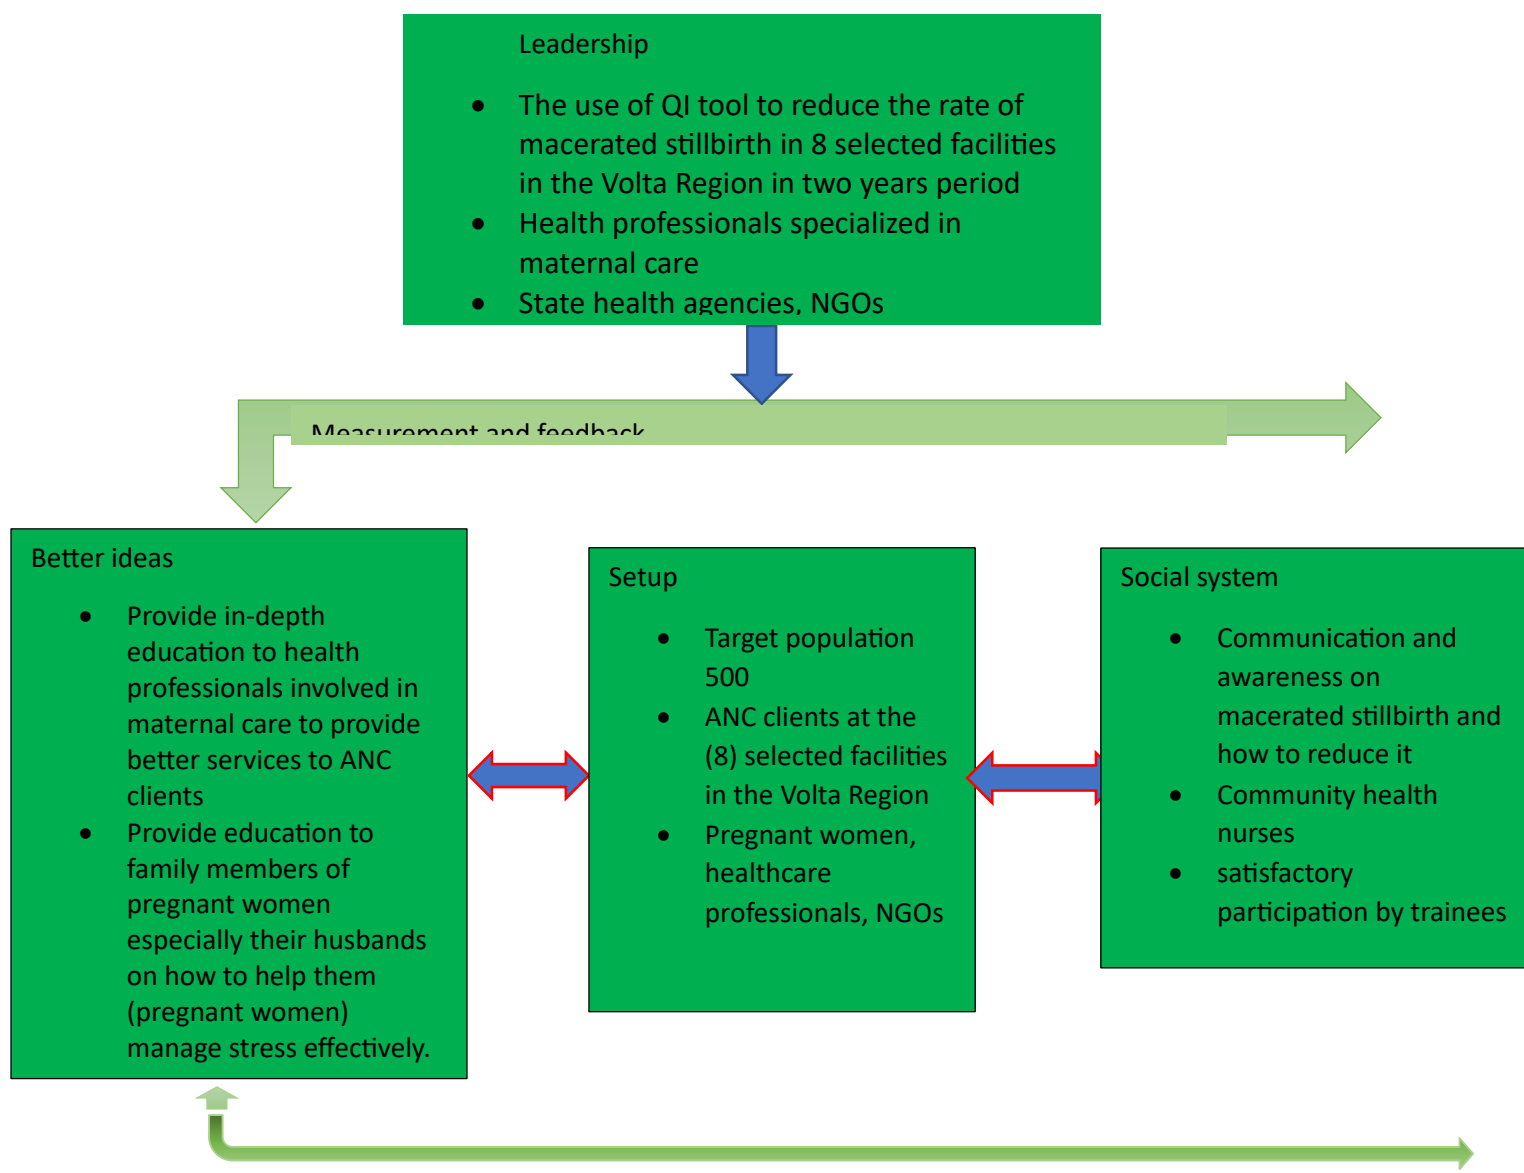 Leadership
• The use of QI tool to reduce the rate of
macerated stillbirth in 8 selected facilities
in the Volta Region in two years period
• Health professionals specialized in
maternal care
• State health agencies, NGOs
Measurement and feedback
Better ideas
• Provide in-depth
education to health
professionals involved in
maternal care to provide
better services to ANC
clients
• Provide education to
family members of
pregnant women
especially their husbands
on how to help them
(pregnant women)
manage stress effectively.
Setup
• Target population
500
• ANC clients at the
(8) selected facilities
in the Volta Region
• Pregnant women,
healthcare
professionals, NGOs
Social system
• Communication and
awareness on
macerated stillbirth and
how to reduce it
• Community health
nurses
• satisfactory
participation by trainees